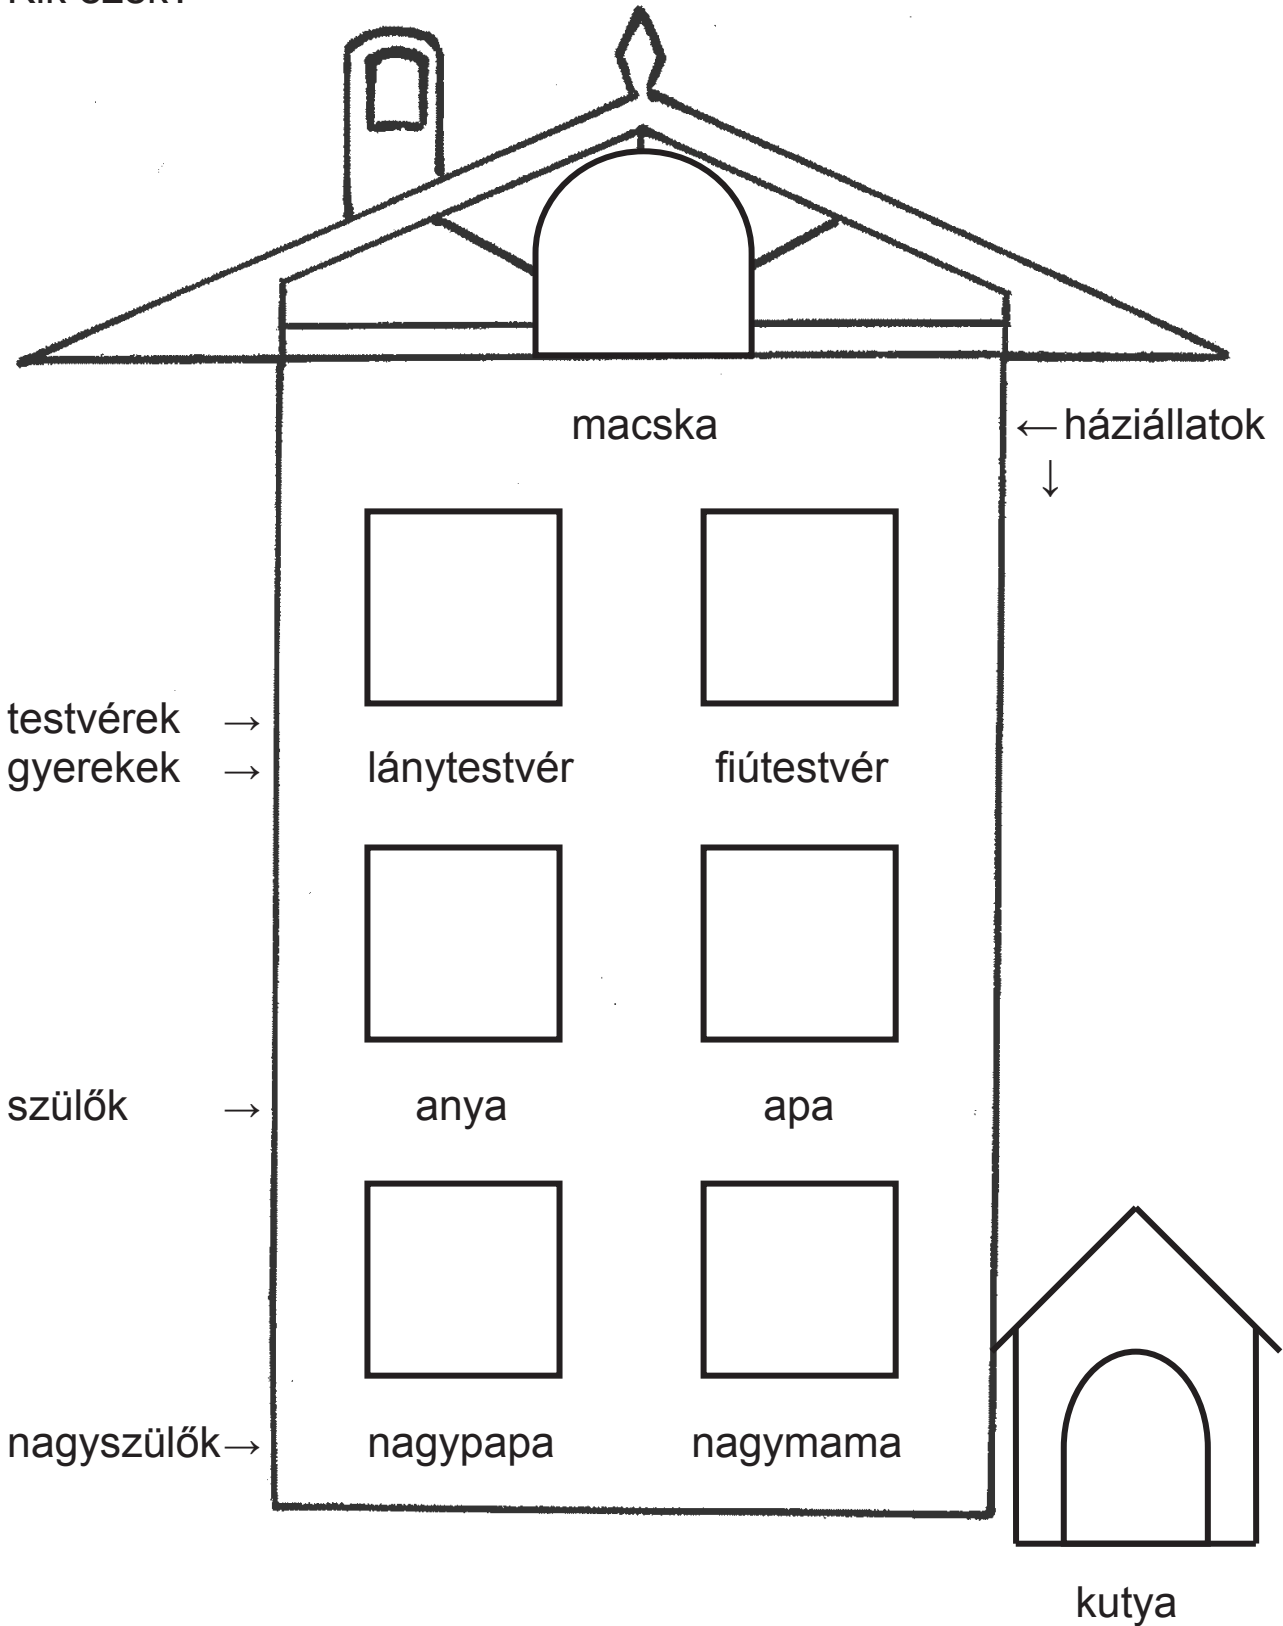 macska
←háziállatok
↓
testvérek →
gyerekek → lánytestvér fiútestvér
szülők → anya apa
nagyszülők→ nagypapa nagymama
kutya